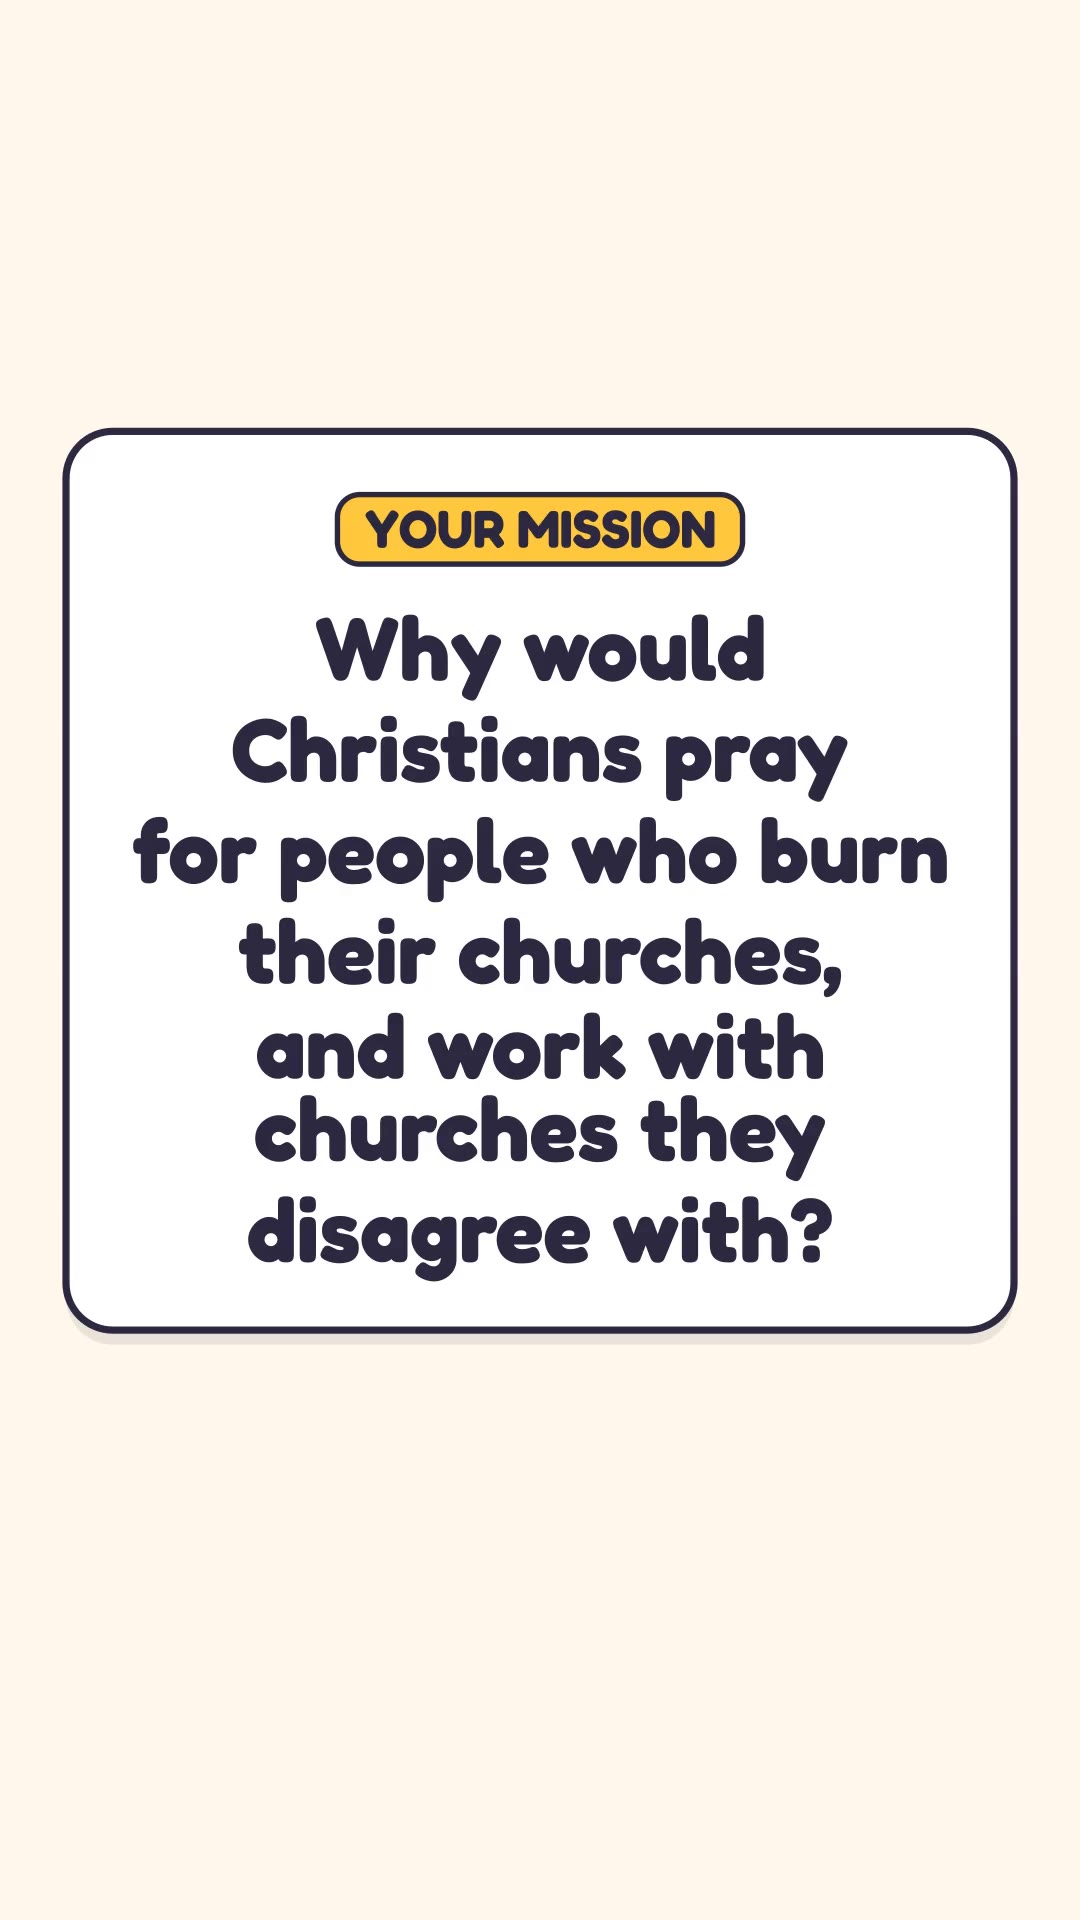 YOUR MISSION
Why would
Christians pray
for people who burn
their churches,
and work with
churches they
disagree with?